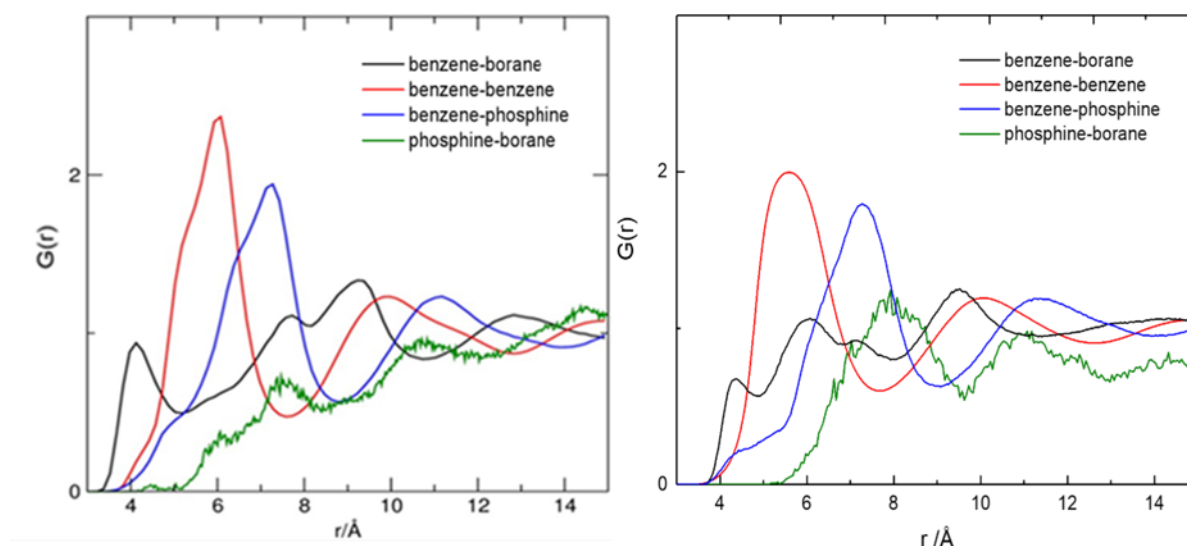 benzene-borane
benzene-benzene
benzene-phosphine
phosphine-borane
2
0
G(r)
4 6 8 10 12 14
r/Å
benzene-borane
benzene-benzene
benzene-phosphine
phosphine-borane
2
0
G(r)
4 6 8 10 12 14
r /Å